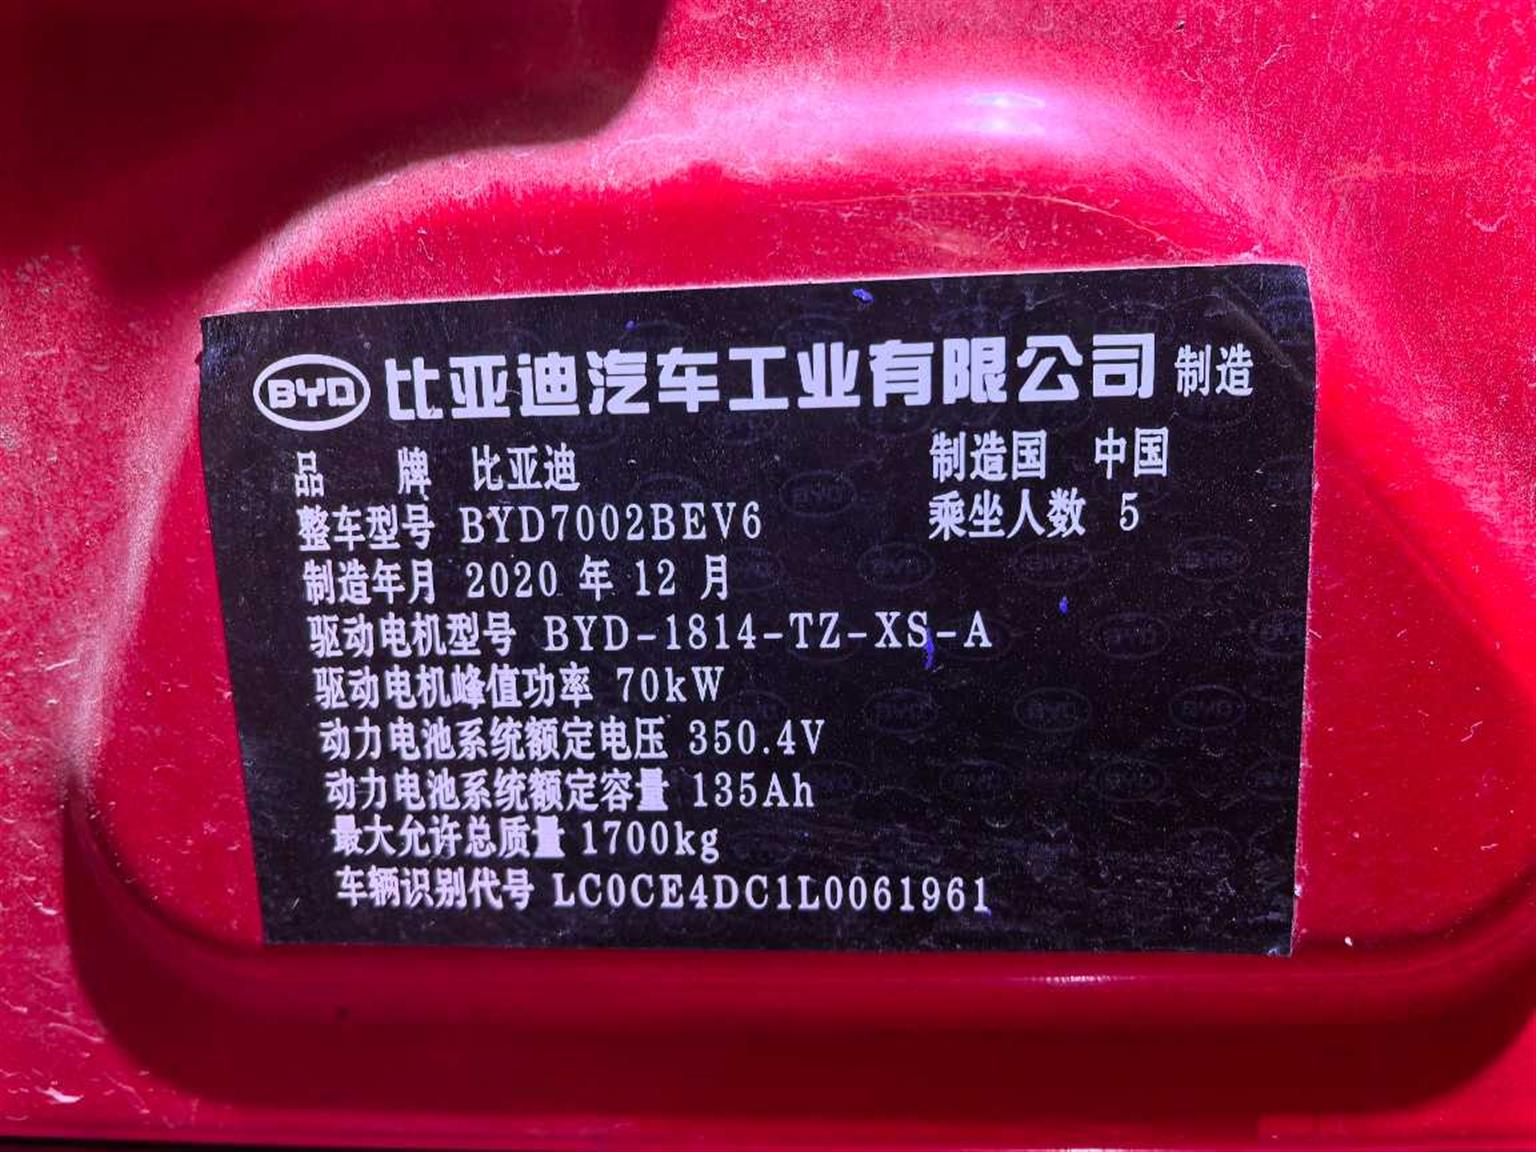 BYD 比亚迪汽车工业有限公司 制造
品 牌 比亚迪 制造国 中国
整车型号 BYD7002BEV6 乘坐人数 5
制造年月 2020 年 12 月
驱动电机型号 BYD-1814-TZ-XS-A
驱动电机峰值功率 70kW
动力电池系统额定电压 350.4V
动力电池系统额定容量 135Ah
最大允许总质量 1700kg
车辆识别代号 LC0CE4DC1L0061961